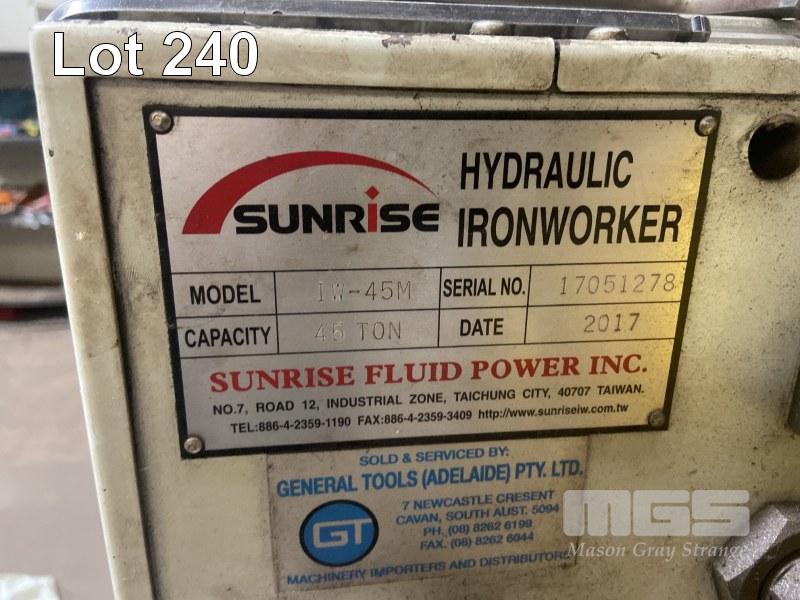 Lot 240
SUNRISE
HYDRAULIC
IRONWORKER
MODEL IW-45M SERIAL NO. 17051278
CAPACITY 45 TON DATE 2017
SUNRISE FLUID POWER INC.
NO.7, ROAD 12, INDUSTRIAL ZONE, TAICHUNG CITY, 40707 TAIWAN.
TEL:886-4-2359-1190 FAX:886-4-2359-3409 http://www.sunriseiw.com.tw
SOLD & SERVICED BY:
GENERAL TOOLS (ADELAIDE) PTY. LTD.
GT
7 NEWCASTLE CRESENT
CAVAN, SOUTH AUST. 5094
PH. (08) 8262 6199
FAX. (08) 8262 6044
MACHINERY IMPORTERS AND DISTRIBUTORS
MGS
Mason Gray Strange